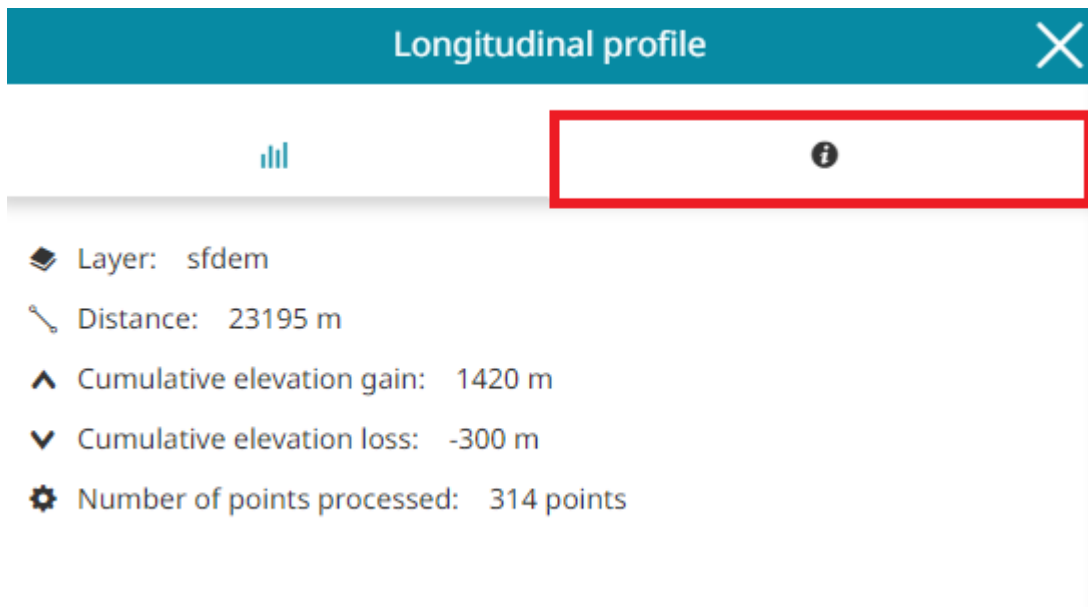 Longitudinal profile
Layer: sfdem
Distance: 23195 m
Cumulative elevation gain: 1420 m
Cumulative elevation loss: -300 m
Number of points processed: 314 points